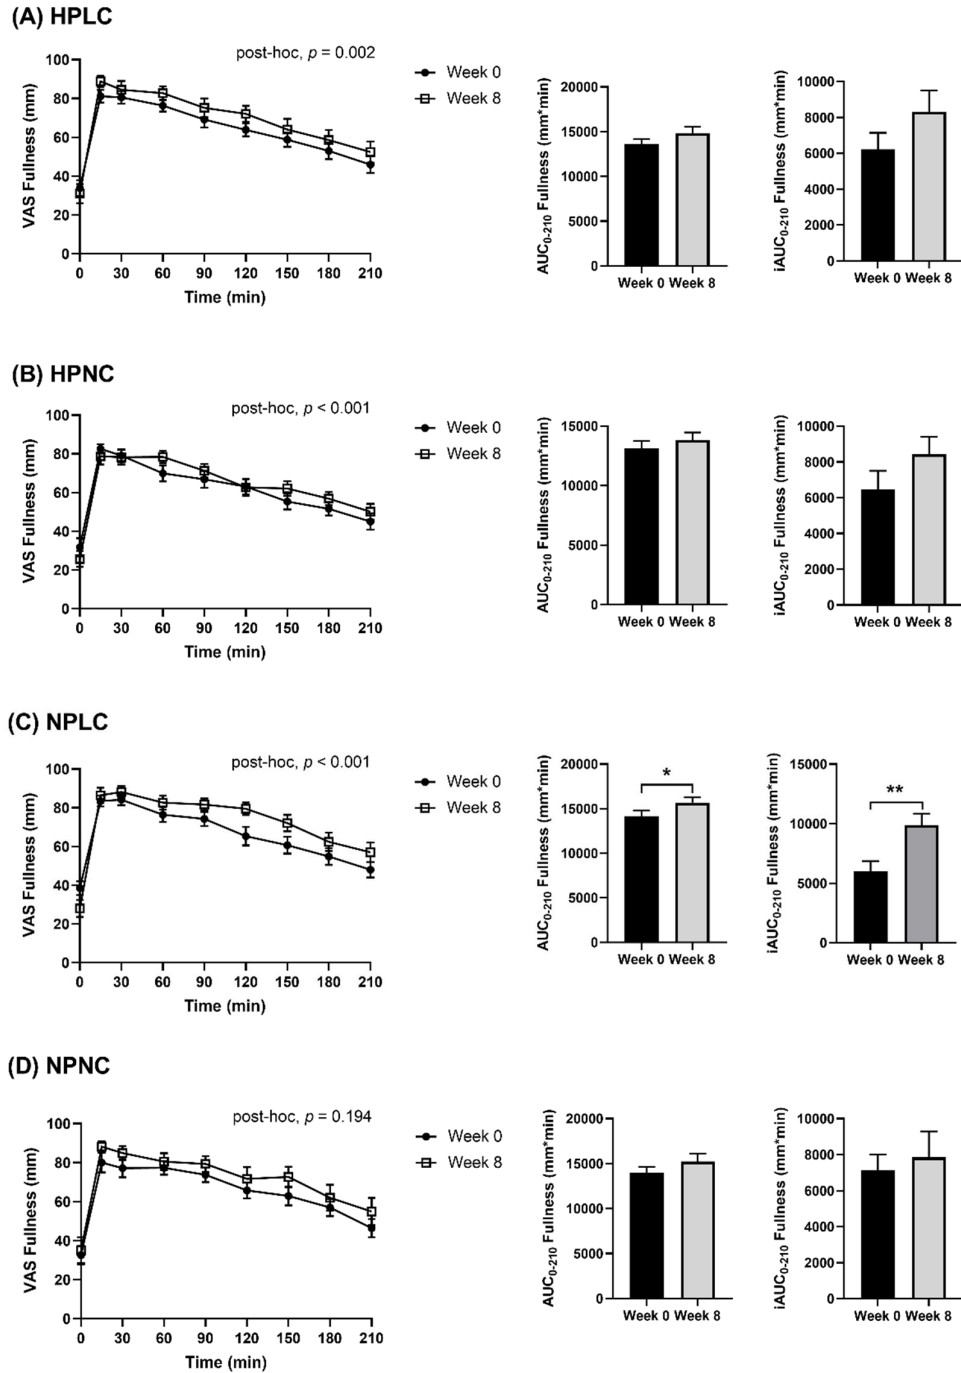 (A) HPLC
post-hoc, p = 0.002
Week 0
Week 8
VAS Fullness (mm)
100
80
60
40
20
0
0 30 60 90 120 150 180 210
Time (min)
AUC0-210 Fullness (mm*min)
20000
15000
10000
5000
0
Week 0 Week 8
iAUC0-210 Fullness (mm*min)
10000
8000
6000
4000
2000
0
Week 0 Week 8
(B) HPNC
post-hoc, p < 0.001
Week 0
Week 8
VAS Fullness (mm)
100
80
60
40
20
0
0 30 60 90 120 150 180 210
Time (min)
AUC0-210 Fullness (mm*min)
15000
10000
5000
0
Week 0 Week 8
iAUC0-210 Fullness (mm*min)
10000
8000
6000
4000
2000
0
Week 0 Week 8
(C) NPLC
post-hoc, p < 0.001
Week 0
Week 8
VAS Fullness (mm)
100
80
60
40
20
0
0 30 60 90 120 150 180 210
Time (min)
AUC0-210 Fullness (mm*min)
20000
15000
10000
5000
0
*
Week 0 Week 8
iAUC0-210 Fullness (mm*min)
15000
10000
5000
0
**
Week 0 Week 8
(D) NPNC
post-hoc, p = 0.194
Week 0
Week 8
VAS Fullness (mm)
100
80
60
40
20
0
0 30 60 90 120 150 180 210
Time (min)
AUC0-210 Fullness (mm*min)
20000
15000
10000
5000
0
Week 0 Week 8
iAUC0-210 Fullness (mm*min)
10000
8000
6000
4000
2000
0
Week 0 Week 8